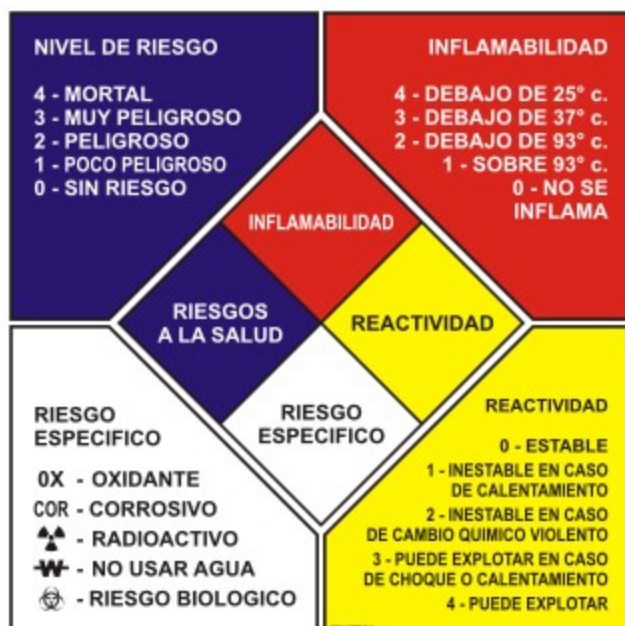 NIVEL DE RIESGO
4 - MORTAL
3 - MUY PELIGROSO
2 - PELIGROSO
1 - POCO PELIGROSO
0 - SIN RIESGO
INFLAMABILIDAD
4 - DEBAJO DE 25° c.
3 - DEBAJO DE 37° c.
2 - DEBAJO DE 93° c.
1 - SOBRE 93° c.
0 - NO SE
INFLAMA
INFLAMABILIDAD
RIESGOS
A LA SALUD
REACTIVIDAD
RIESGO
ESPECIFICO
RIESGO
ESPECIFICO
0X - OXIDANTE
COR - CORROSIVO
- RADIOACTIVO
W - NO USAR AGUA
- RIESGO BIOLOGICO
REACTIVIDAD
0 - ESTABLE
1 - INESTABLE EN CASO
DE CALENTAMIENTO
2 - INESTABLE EN CASO
DE CAMBIO QUIMICO VIOLENTO
3 - PUEDE EXPLOTAR EN CASO
DE CHOQUE O CALENTAMIENTO
4 - PUEDE EXPLOTAR